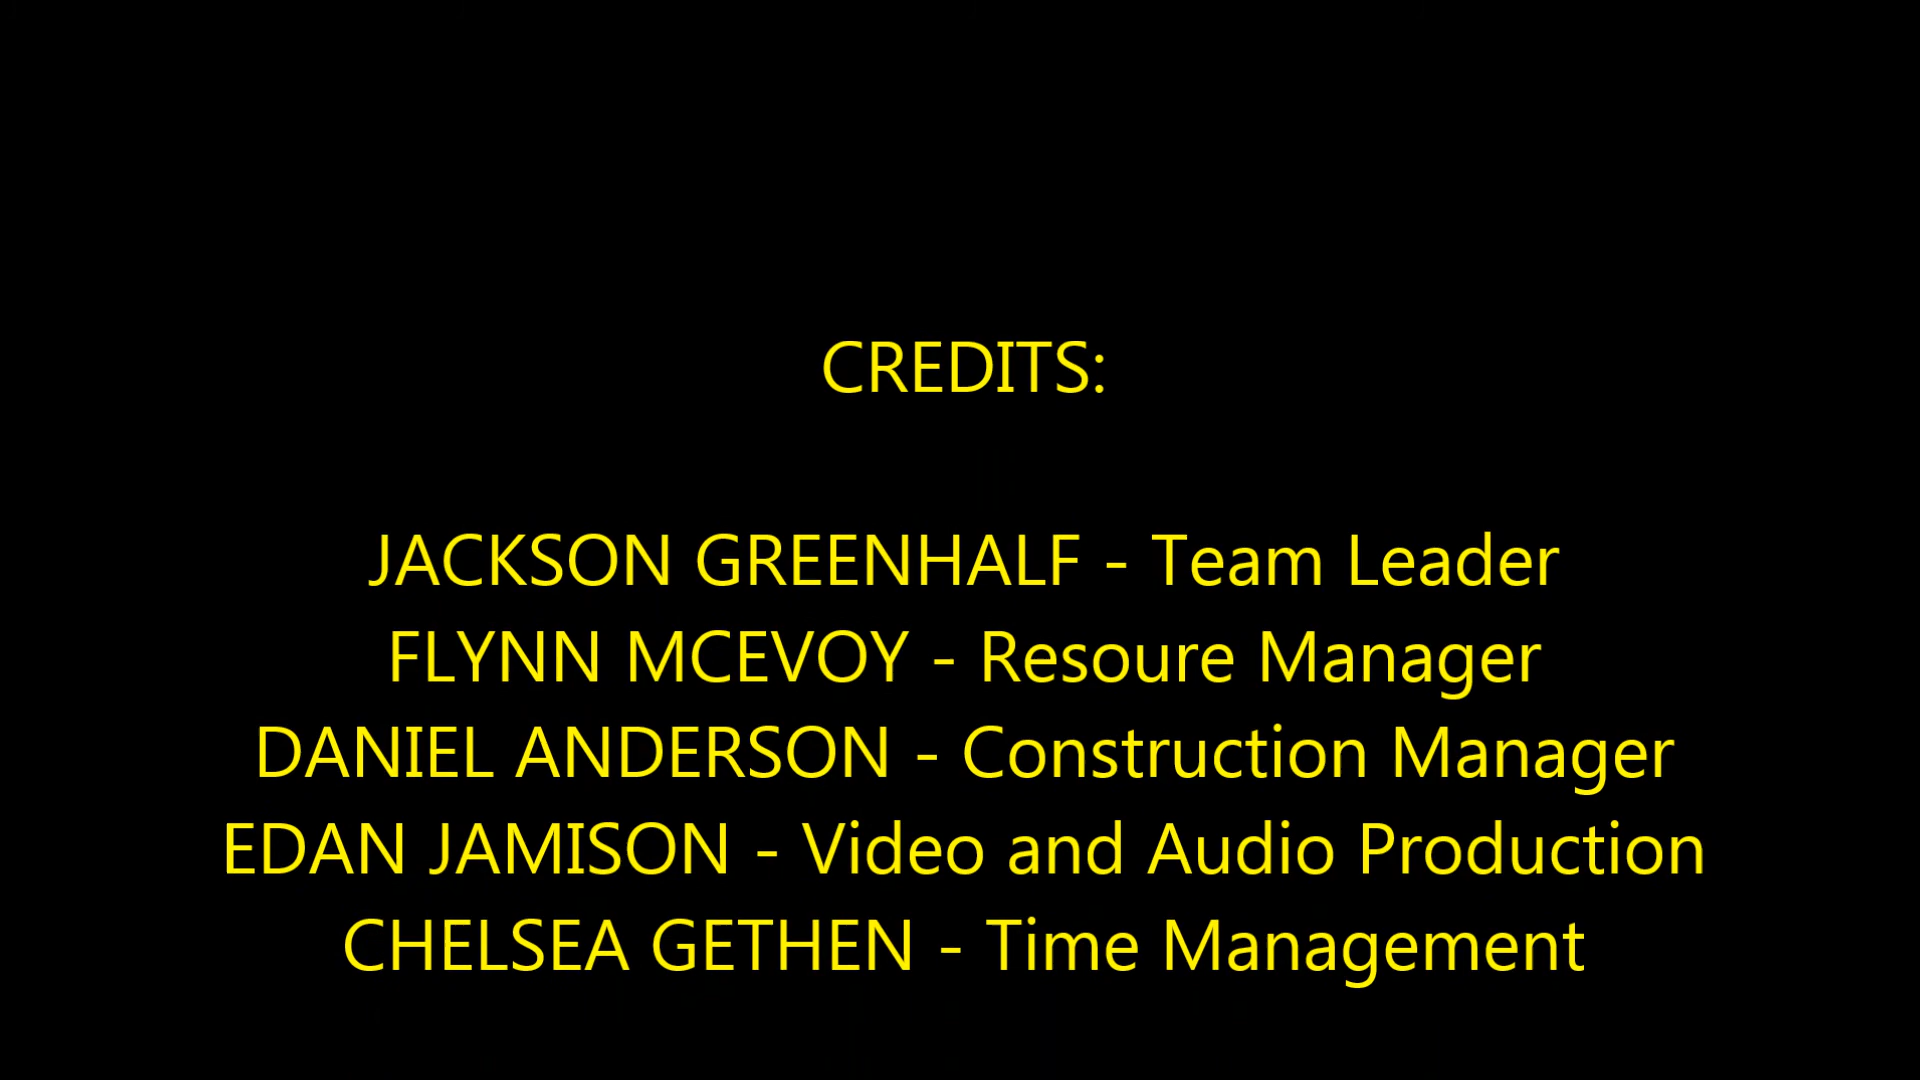 CREDITS:
JACKSON GREENHALF - Team Leader
FLYNN MCEVOY - Resoure Manager
DANIEL ANDERSON - Construction Manager
EDAN JAMISON - Video and Audio Production
CHELSEA GETHEN - Time Management